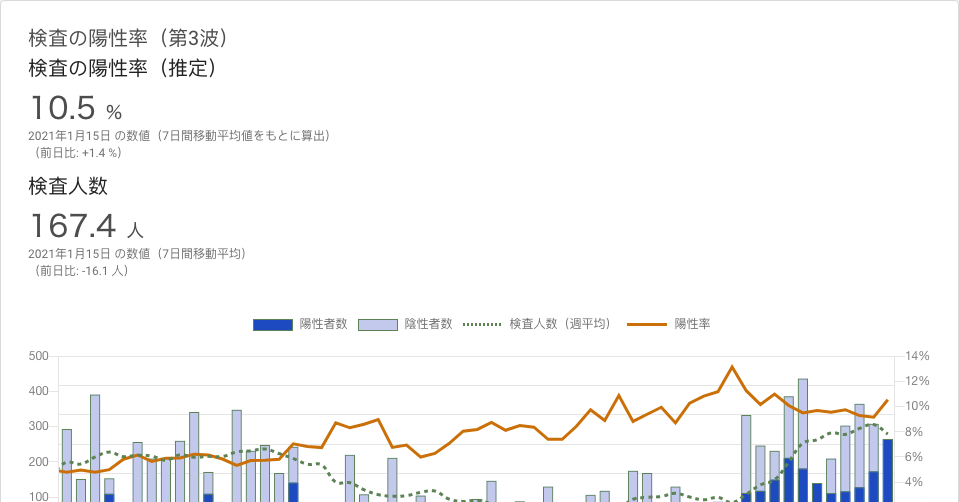 検査の陽性率（第3波）
検査の陽性率（推定）
10.5 %
2021年1月15日 の数値（7日間移動平均値をもとに算出）
（前日比: +1.4 %）
検査人数
167.4 人
2021年1月15日 の数値（7日間移動平均）
（前日比: -16.1 人）
陽性者数 陰性者数 検査人数（週平均） 陽性率
500 14%
12%
400
10%
300
8%
200 6%
4%
100